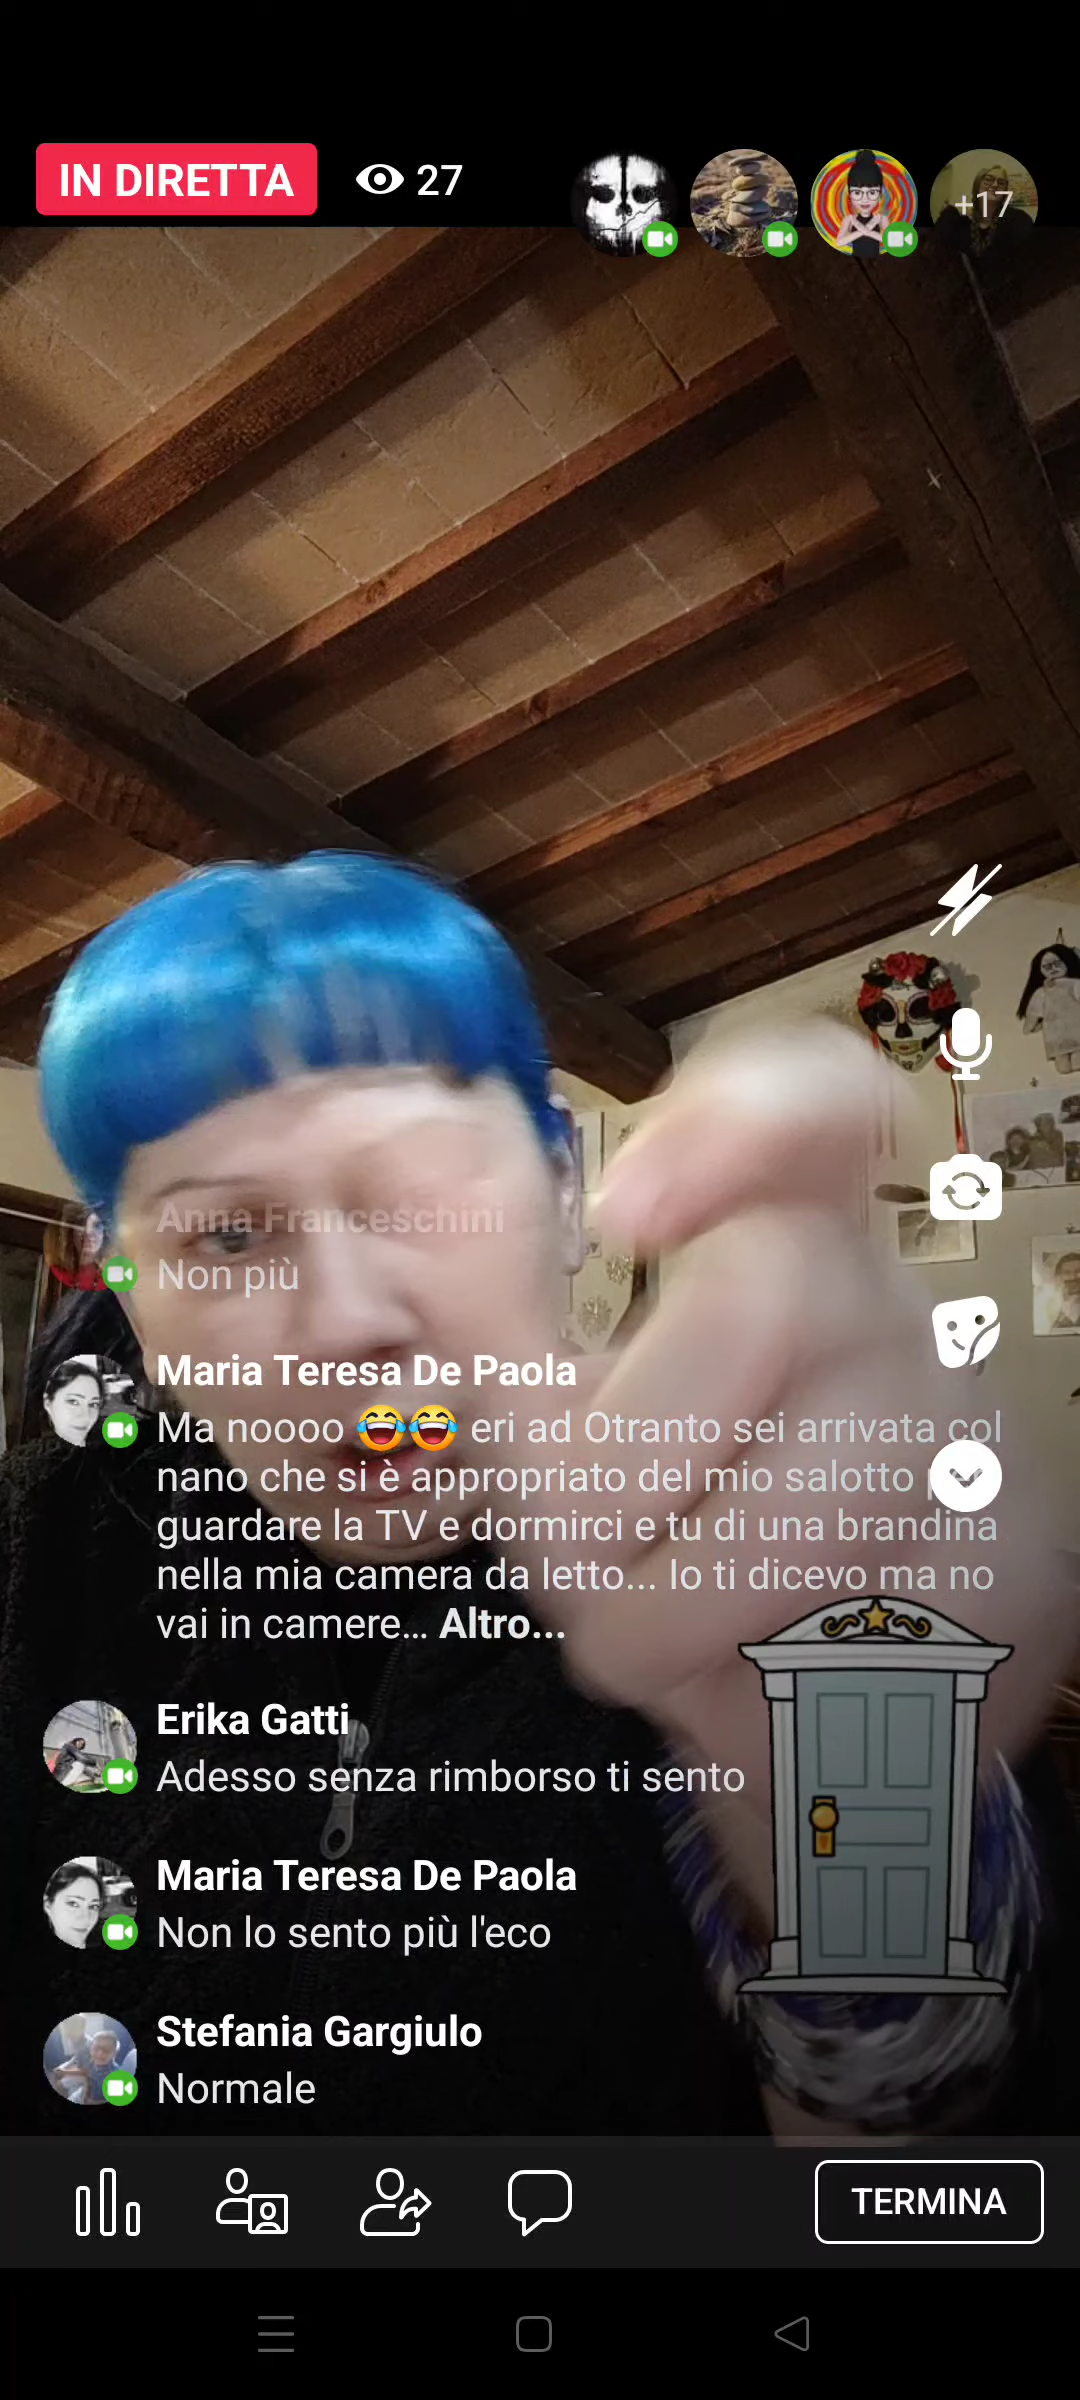 IN DIRETTA
27
+17
Anna Franceschini
Non più
Maria Teresa De Paola
Ma noooo 😂😂 eri ad Otranto sei arrivata col
nano che si è appropriato del mio salotto
guardare la TV e dormirci e tu di una brandina
nella mia camera da letto... Io ti dicevo ma no
vai in camere… Altro...
Erika Gatti
Adesso senza rimborso ti sento
Maria Teresa De Paola
Non lo sento più l'eco
Stefania Gargiulo
Normale
TERMINA